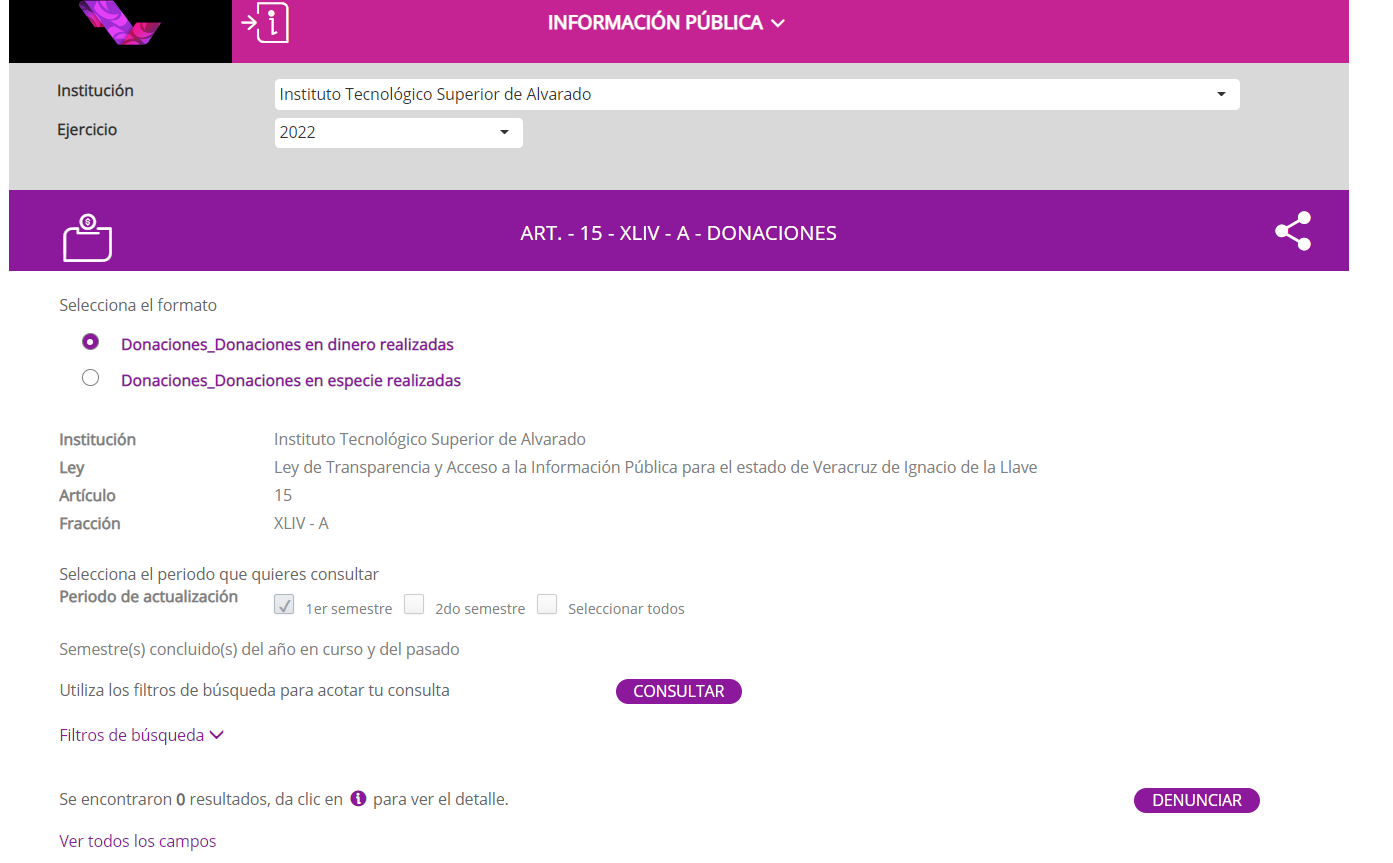 INFORMACIÓN PÚBLICA
Institución
Instituto Tecnológico Superior de Alvarado
Ejercicio
2022
ART. - 15 - XLIV - A - DONACIONES
Selecciona el formato
Donaciones_Donaciones en dinero realizadas
Donaciones_Donaciones en especie realizadas
Institución Instituto Tecnológico Superior de Alvarado
Ley Ley de Transparencia y Acceso a la Información Pública para el estado de Veracruz de Ignacio de la Llave
Artículo 15
Fracción XLIV - A
Selecciona el periodo que quieres consultar
Periodo de actualización 1er semestre 2do semestre Seleccionar todos
Semestre(s) concluido(s) del año en curso y del pasado
Utiliza los filtros de búsqueda para acotar tu consulta CONSULTAR
Filtros de búsqueda
Se encontraron 0 resultados, da clic en i para ver el detalle. DENUNCIAR
Ver todos los campos